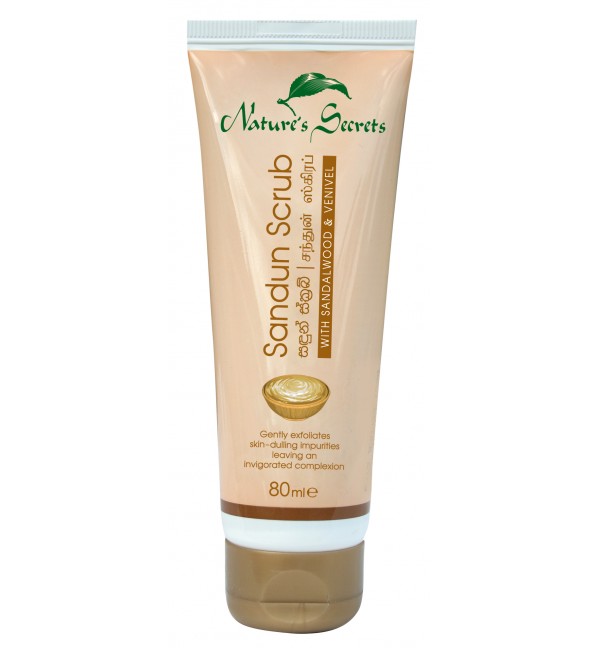 Nature's Secrets
Sandun Scrub
සඳුන් ස්ක්‍රබ් | சந்துன் ஸ்கிரப்
WITH SANDALWOOD & VENIVEL
Gently exfoliates
skin-dulling impurities
leaving an
invigorated complexion
80ml e